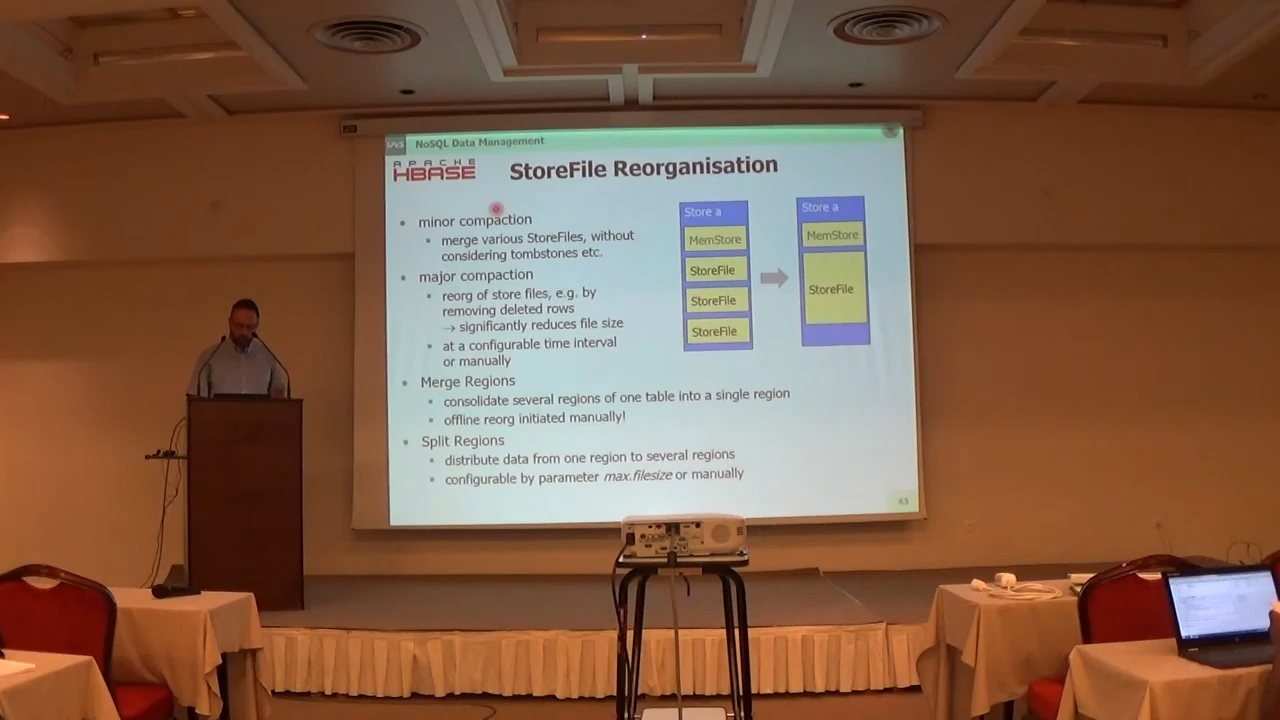 IPVS
NoSQL Data Management
APACHE
HBASE
StoreFile Reorganisation
• minor compaction
▪ merge various StoreFiles, without
considering tombstones etc.
• major compaction
▪ reorg of store files, e.g. by
removing deleted rows
→ significantly reduces file size
▪ at a configurable time interval
or manually
• Merge Regions
▪ consolidate several regions of one table into a single region
▪ offline reorg initiated manually!
• Split Regions
▪ distribute data from one region to several regions
▪ configurable by parameter max.filesize or manually
Store a
MemStore
StoreFile
StoreFile
StoreFile
Store a
MemStore
StoreFile
43